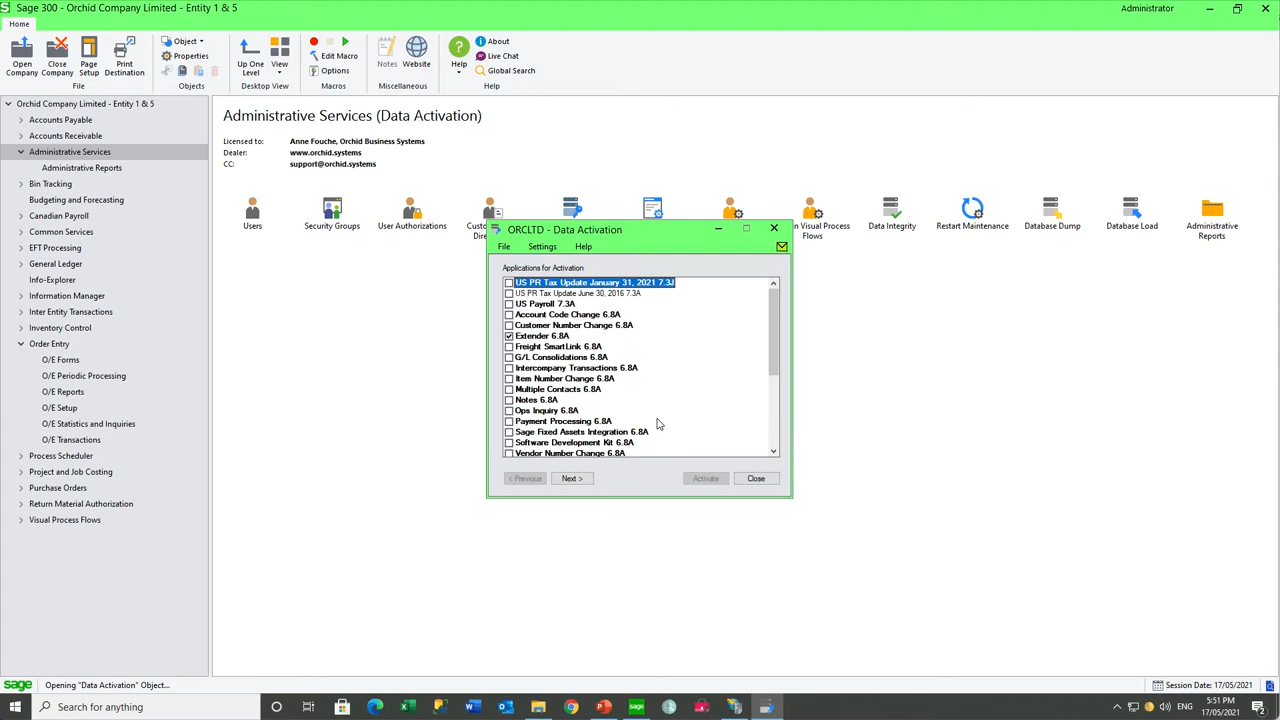 Sage 300 - Orchid Company Limited - Entity 1 & 5
Administrator
Home
Open Company
Close Company
Page Setup
Print Destination
File
Object
Properties
Objects
Up One Level
View
Desktop View
Edit Macro
Options
Macros
Notes
Website
Miscellaneous
Help
About
Live Chat
Global Search
Help
Orchid Company Limited - Entity 1 & 5
Accounts Payable
Accounts Receivable
Administrative Services
Administrative Reports
Bin Tracking
Budgeting and Forecasting
Canadian Payroll
Common Services
EFT Processing
General Ledger
Info-Explorer
Information Manager
Inter Entity Transactions
Inventory Control
Order Entry
O/E Forms
O/E Periodic Processing
O/E Reports
O/E Setup
O/E Statistics and Inquiries
O/E Transactions
Process Scheduler
Project and Job Costing
Purchase Orders
Return Material Authorization
Visual Process Flows
Administrative Services (Data Activation)
Licensed to: Anne Fouche, Orchid Business Systems
Dealer: www.orchid.systems
CC: support@orchid.systems
Users
Security Groups
User Authorizations
Visual Process Flows
Data Integrity
Restart Maintenance
Database Dump
Database Load
Administrative Reports
ORCLTD - Data Activation
File Settings Help
Applications for Activation
US PR Tax Update January 31, 2021 7.3J
US PR Tax Update June 30, 2016 7.3A
US Payroll 7.3A
Account Code Change 6.8A
Customer Number Change 6.8A
Extender 6.8A
Freight SmartLink 6.8A
G/L Consolidations 6.8A
Intercompany Transactions 6.8A
Item Number Change 6.8A
Multiple Contacts 6.8A
Notes 6.8A
Ops Inquiry 6.8A
Payment Processing 6.8A
Sage Fixed Assets Integration 6.8A
Software Development Kit 6.8A
Vendor Number Change 6.8A
< Previous
Next >
Activate
Close
sage
Opening "Data Activation" Object...
Session Date: 17/05/2021
Search for anything
sage
ENG
5:51 PM
17/05/2021